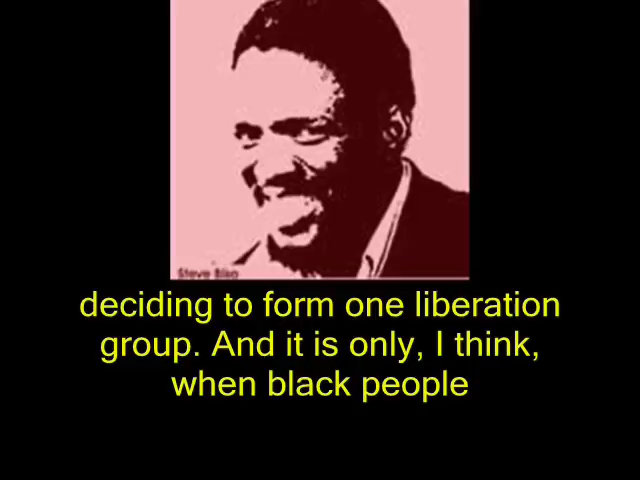 Steve Biko
deciding to form one liberation
group. And it is only, I think,
when black people